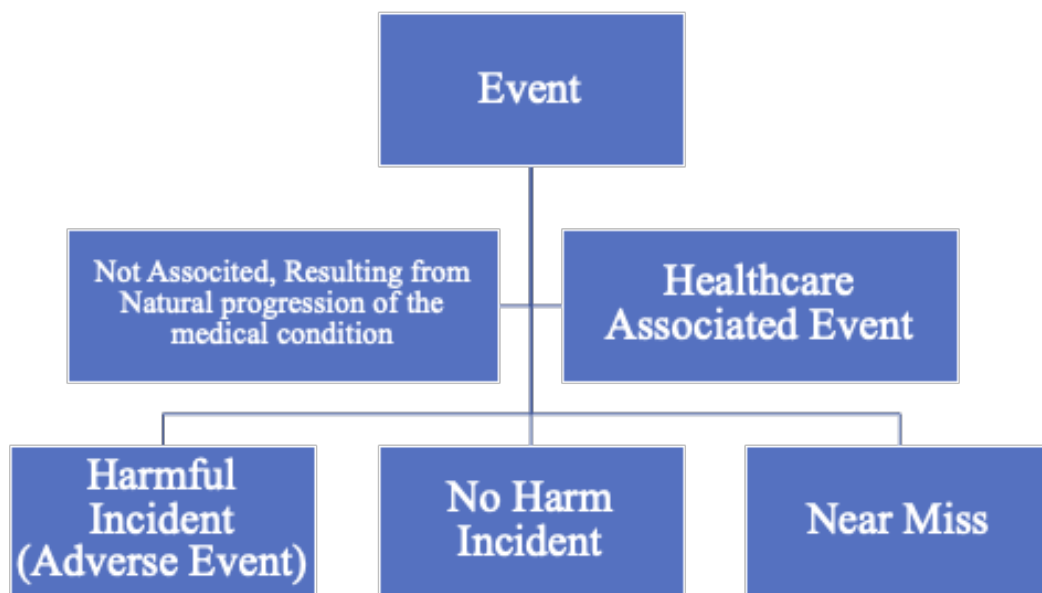 Event
Not Associted, Resulting from
Natural progression of the
medical condition
Healthcare
Associated Event
Harmful
Incident
(Adverse Event)
No Harm
Incident
Near Miss